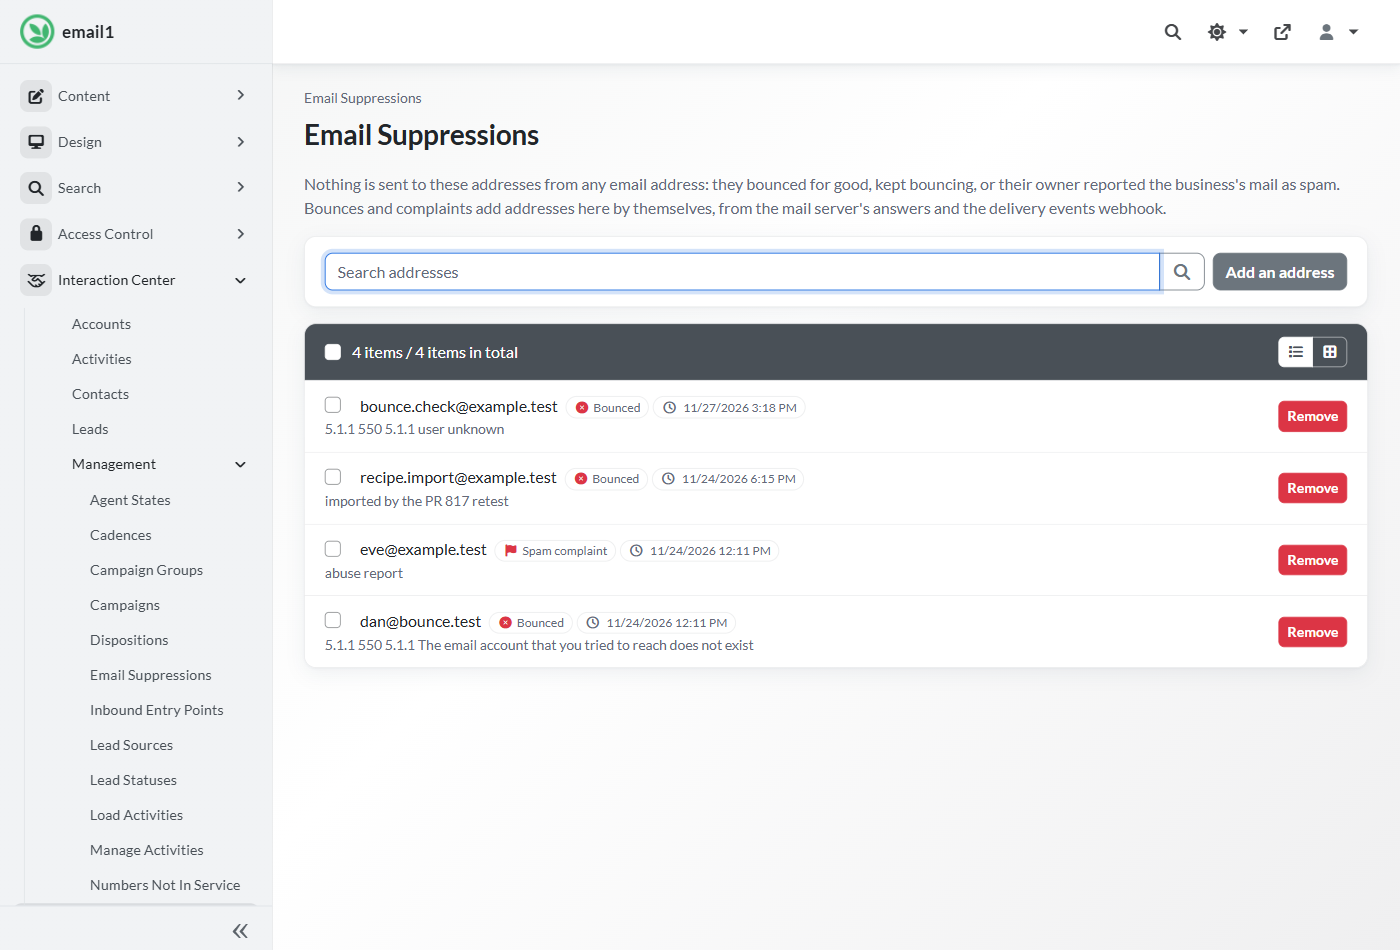 email1
Content
Design
Search
Access Control
Interaction Center
Accounts
Activities
Contacts
Leads
Management
Agent States
Cadences
Campaign Groups
Campaigns
Dispositions
Email Suppressions
Inbound Entry Points
Lead Sources
Lead Statuses
Load Activities
Manage Activities
Numbers Not In Service
Email Suppressions
Email Suppressions
Nothing is sent to these addresses from any email address: they bounced for good, kept bouncing, or their owner reported the business's mail as spam.
Bounces and complaints add addresses here by themselves, from the mail server's answers and the delivery events webhook.
Search addresses
Add an address
4 items / 4 items in total
bounce.check@example.test Bounced 11/27/2026 3:18 PM
5.1.1 550 5.1.1 user unknown
Remove
recipe.import@example.test Bounced 11/24/2026 6:15 PM
imported by the PR 817 retest
Remove
eve@example.test Spam complaint 11/24/2026 12:11 PM
abuse report
Remove
dan@bounce.test Bounced 11/24/2026 12:11 PM
5.1.1 550 5.1.1 The email account that you tried to reach does not exist
Remove